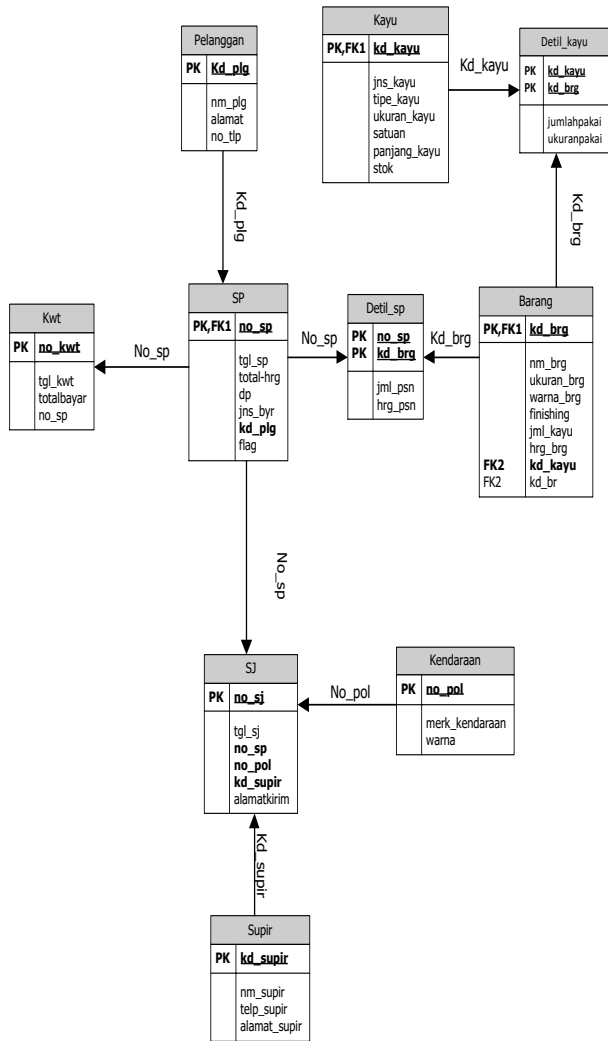 Pelanggan
PK Kd_plg
nm_plg
alamat
no_tlp
Kayu
PK,FK1 kd_kayu
jns_kayu
tipe_kayu
ukuran_kayu
satuan
panjang_kayu
stok
Kd_kayu
Detil_kayu
PK kd_kayu
PK kd_brg
jumlahpakai
ukuranpakai
Kd_plg
Kd_brg
Kwt
PK no_kwt
tgl_kwt
totalbayar
no_sp
No_sp
SP
PK,FK1 no_sp
tgl_sp
total-hrg
dp
jns_byr
kd_plg
flag
No_sp
Detil_sp
PK no_sp
PK kd_brg
jml_psn
hrg_psn
Kd_brg
Barang
PK,FK1 kd_brg
nm_brg
ukuran_brg
warna_brg
finishing
jml_kayu
hrg_brg
FK2 kd_kayu
FK2 kd_br
No_sp
SJ
PK no_sj
tgl_sj
no_sp
no_pol
kd_supir
alamatkirim
No_pol
Kendaraan
PK no_pol
merk_kendaraan
warna
Kd_supir
Supir
PK kd_supir
nm_supir
telp_supir
alamat_supir